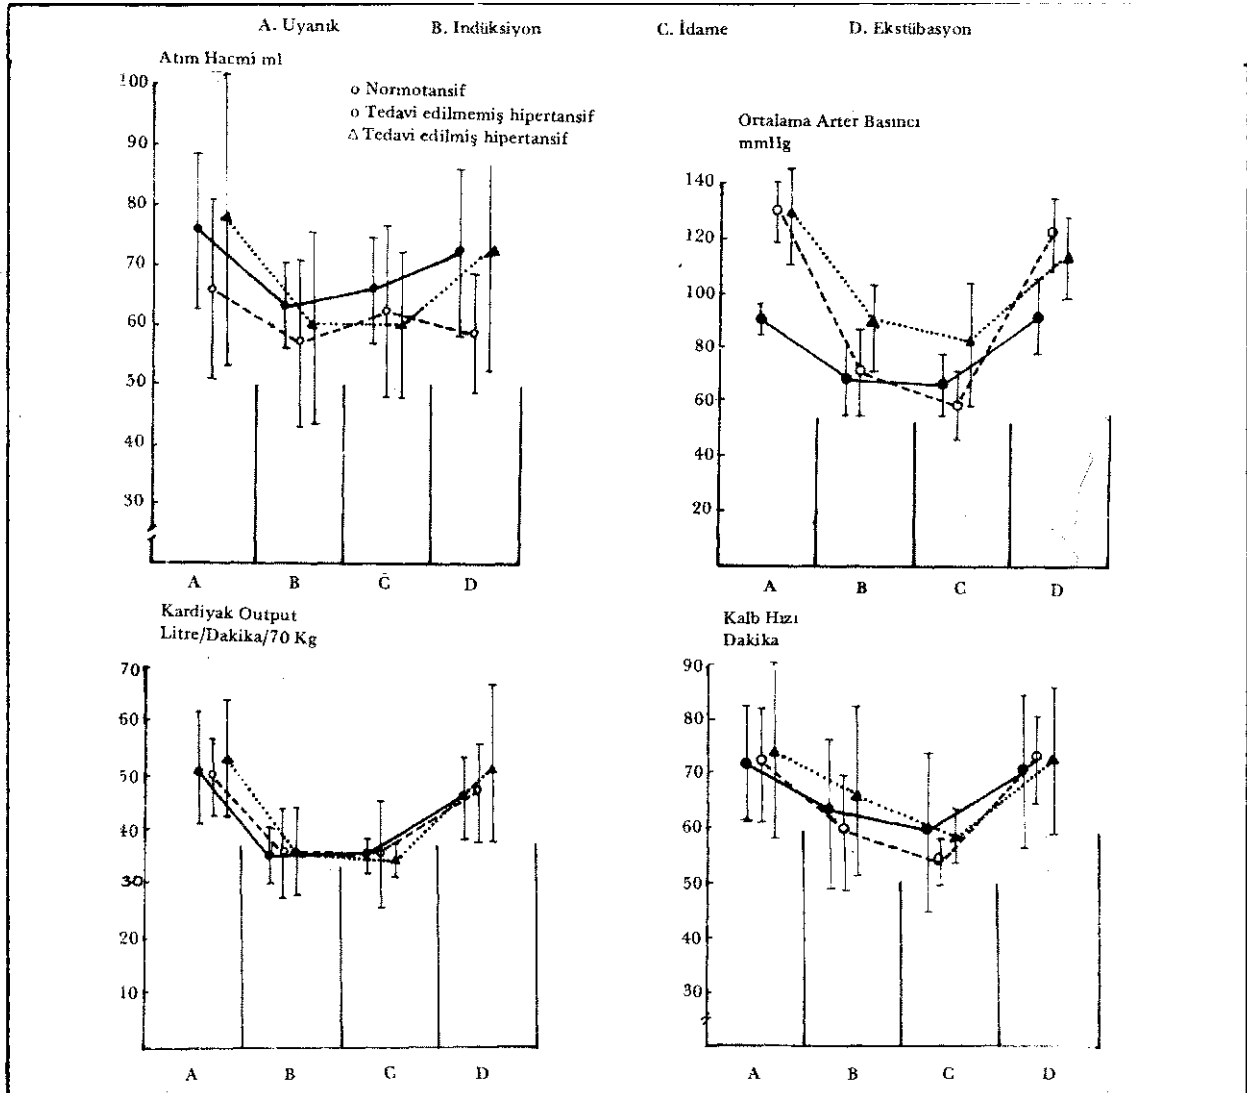 A. Uyanık B. Indüksiyon C. İdame D. Ekstübasyon
Atım Hacmi ml
100
90
80
70
60
50
40
30
A B C D
o Normotansif
o Tedavi edilmemiş hipertansif
△ Tedavi edilmiş hipertansif
Ortalama Arter Basıncı
mmHg
140
120
100
80
60
40
20
A B C D
Kardiyak Output
Litre/Dakika/70 Kg
70
60
50
40
30
20
10
A B C D
Kalb Hızı
Dakika
90
80
70
60
50
40
30
A B C D